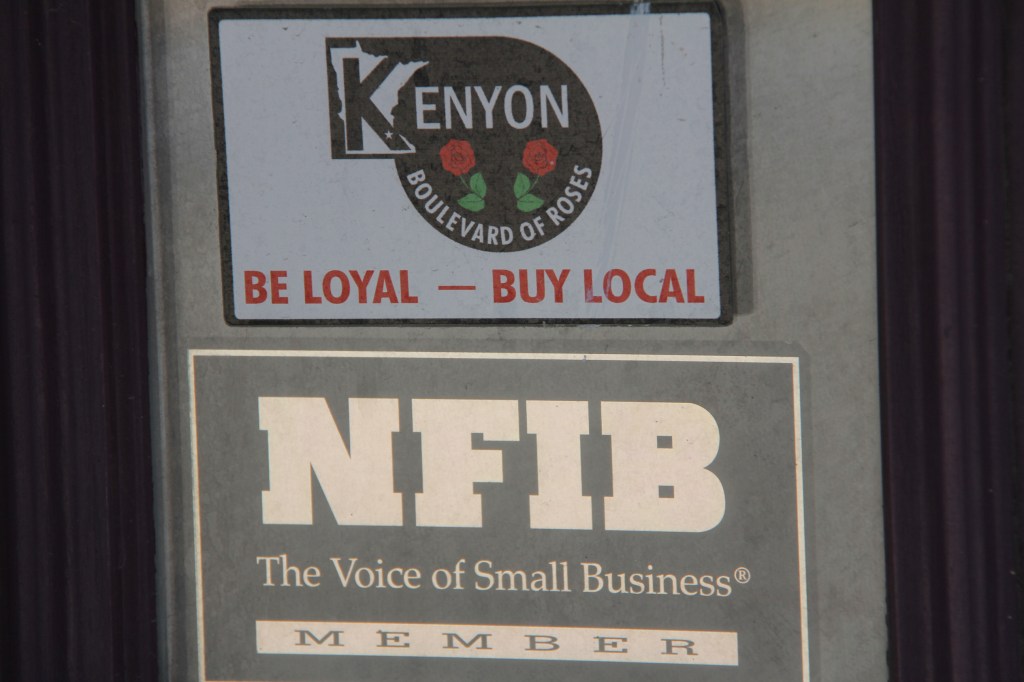 KENYON
BOULEVARD OF ROSES
BE LOYAL — BUY LOCAL
NFIB
The Voice of Small Business®
MEMBER